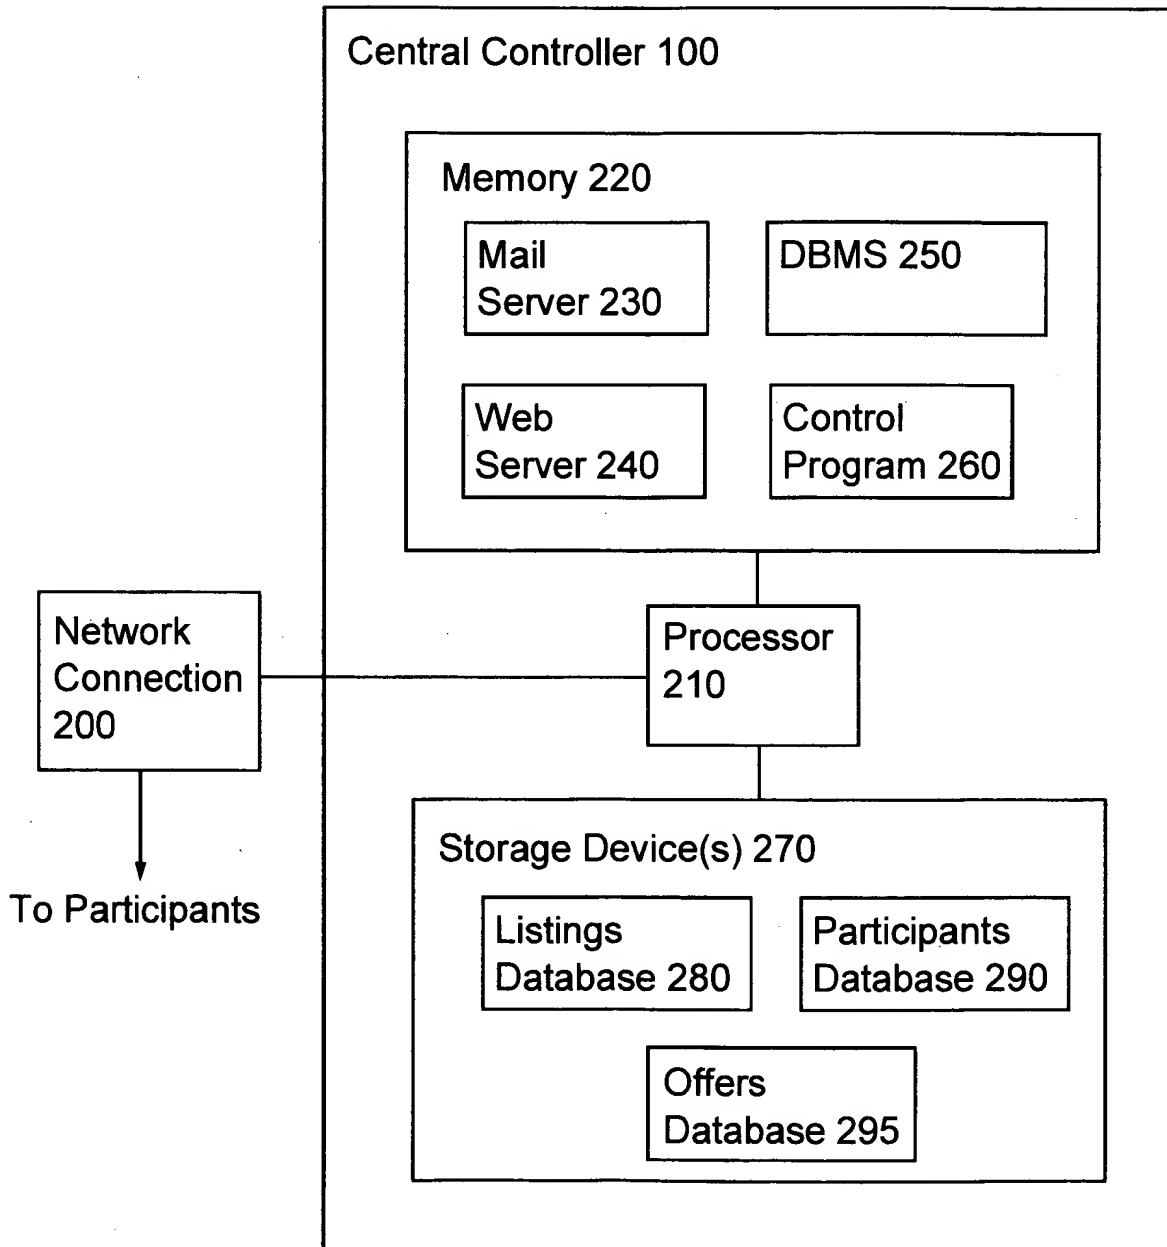 Central Controller 100
Memory 220
Mail
Server 230
DBMS 250
Web
Server 240
Control
Program 260
Network
Connection
200
Processor
210
To Participants
Storage Device(s) 270
Listings
Database 280
Participants
Database 290
Offers
Database 295